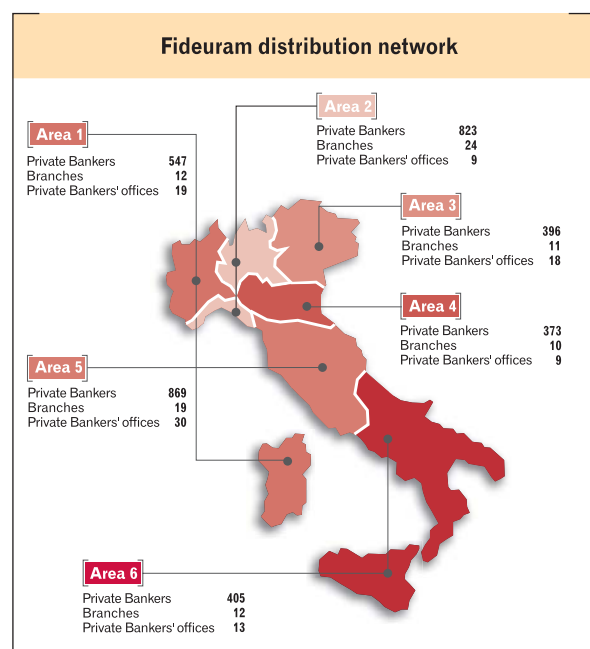 Fideuram distribution network
Area 1
Private Bankers 547
Branches 12
Private Bankers' offices 19
Area 2
Private Bankers 823
Branches 24
Private Bankers' offices 9
Area 3
Private Bankers 396
Branches 11
Private Bankers' offices 18
Area 4
Private Bankers 373
Branches 10
Private Bankers' offices 9
Area 5
Private Bankers 869
Branches 19
Private Bankers' offices 30
Area 6
Private Bankers 405
Branches 12
Private Bankers' offices 13